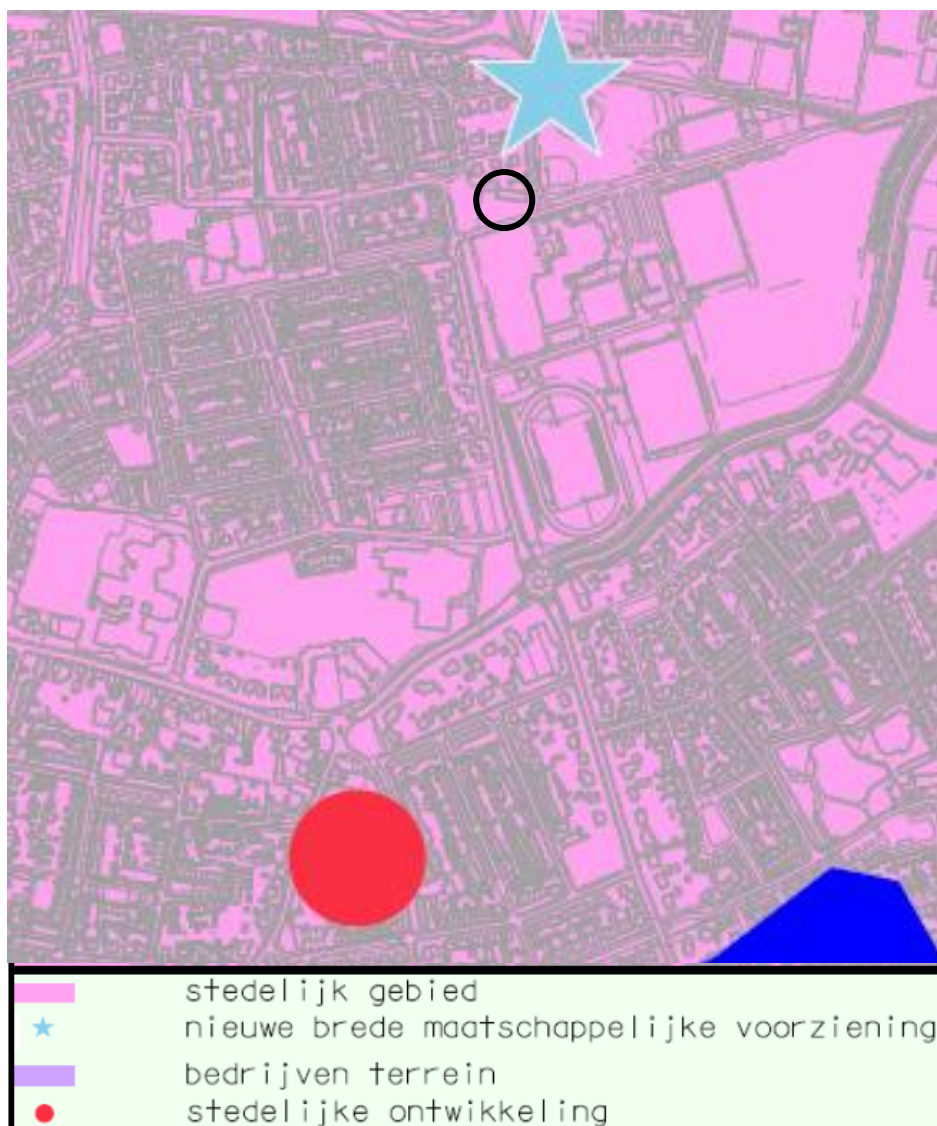 stedelijk gebied
nieuwe brede maatschappelijke voorziening
bedrijven terrein
stedelijke ontwikkeling